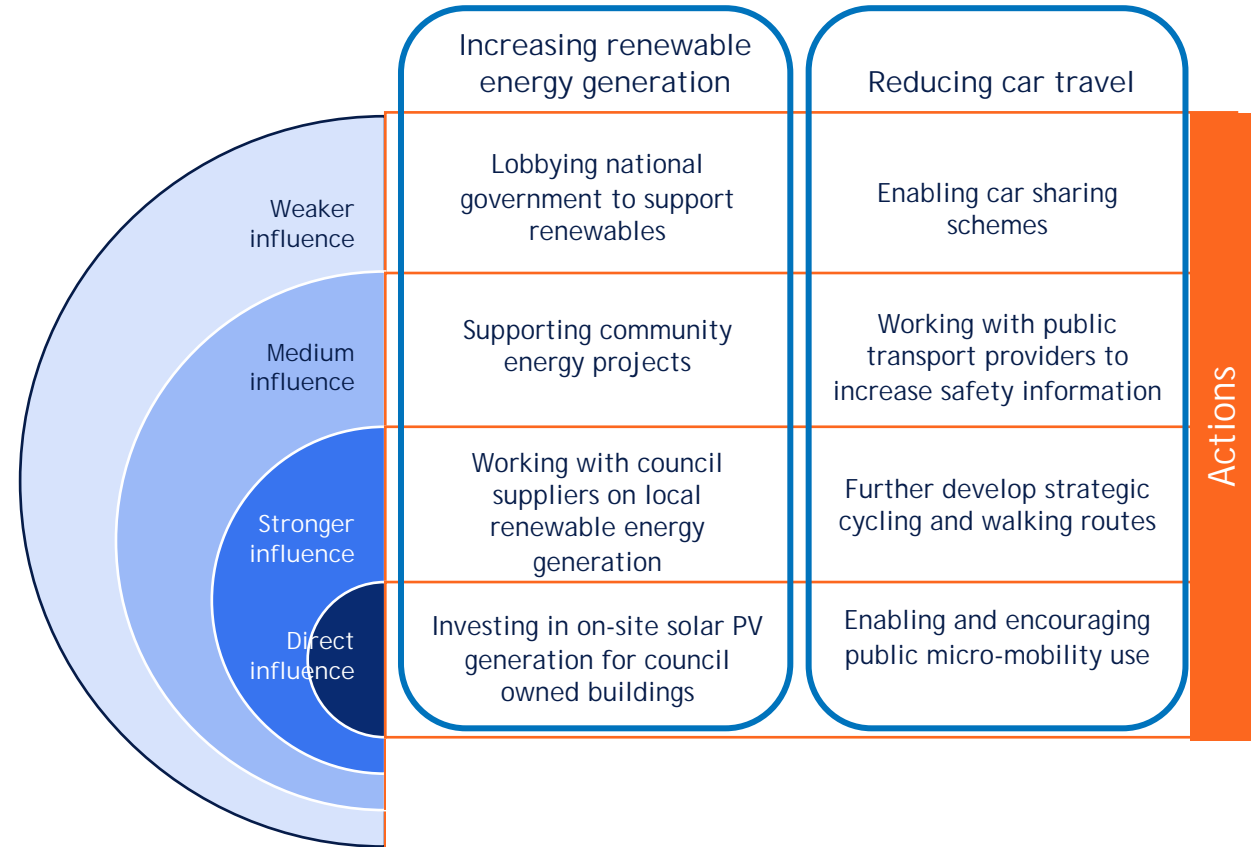 Increasing renewable
energy generation
Reducing car travel
Weaker
influence
Lobbying national
government to support
renewables
Enabling car sharing
schemes
Medium
influence
Supporting community
energy projects
Working with public
transport providers to
increase safety information
Stronger
influence
Working with council
suppliers on local
renewable energy
generation
Further develop strategic
cycling and walking routes
Direct
influence
Investing in on-site solar PV
generation for council
owned buildings
Enabling and encouraging
public micro-mobility use
Actions